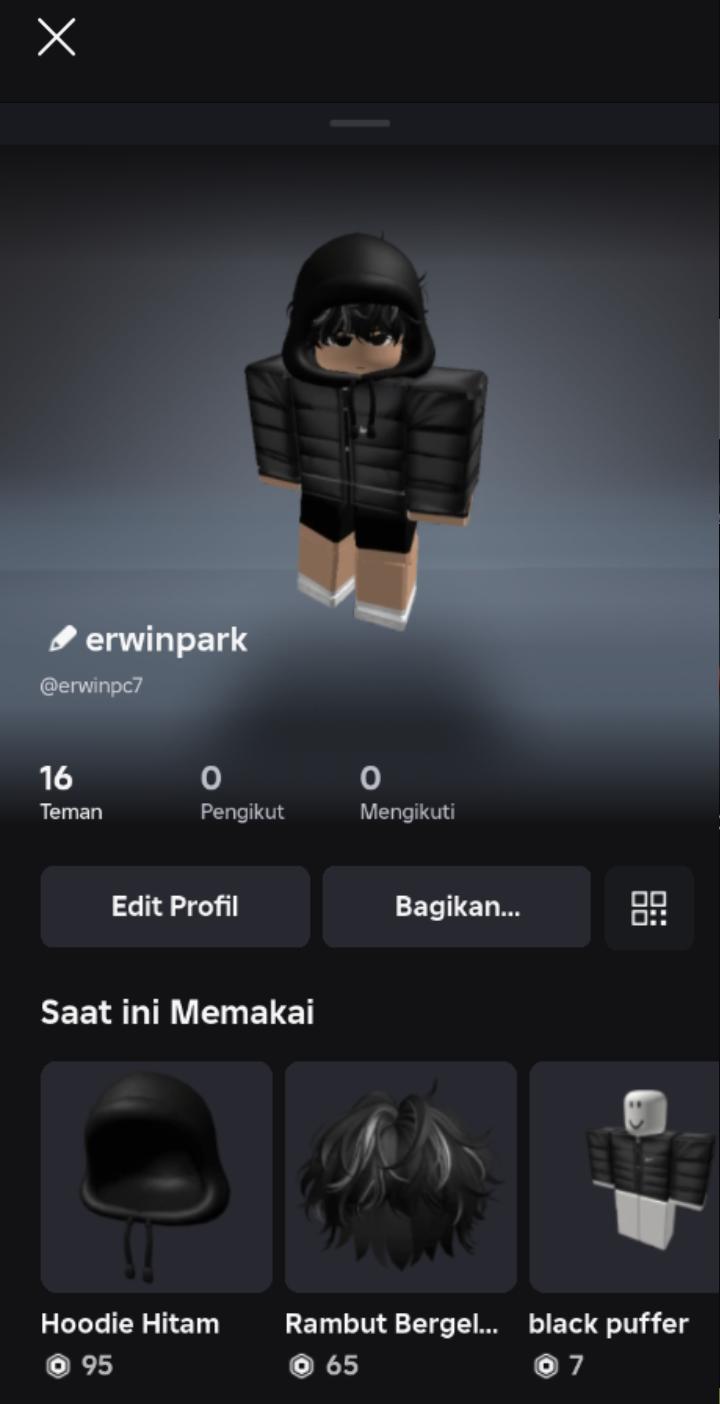 erwinpark
@erwinpc7
16
Teman
0
Pengikut
0
Mengikuti
Edit Profil
Bagikan...
Saat ini Memakai
Hoodie Hitam
95
Rambut Bergel...
65
black puffer
7